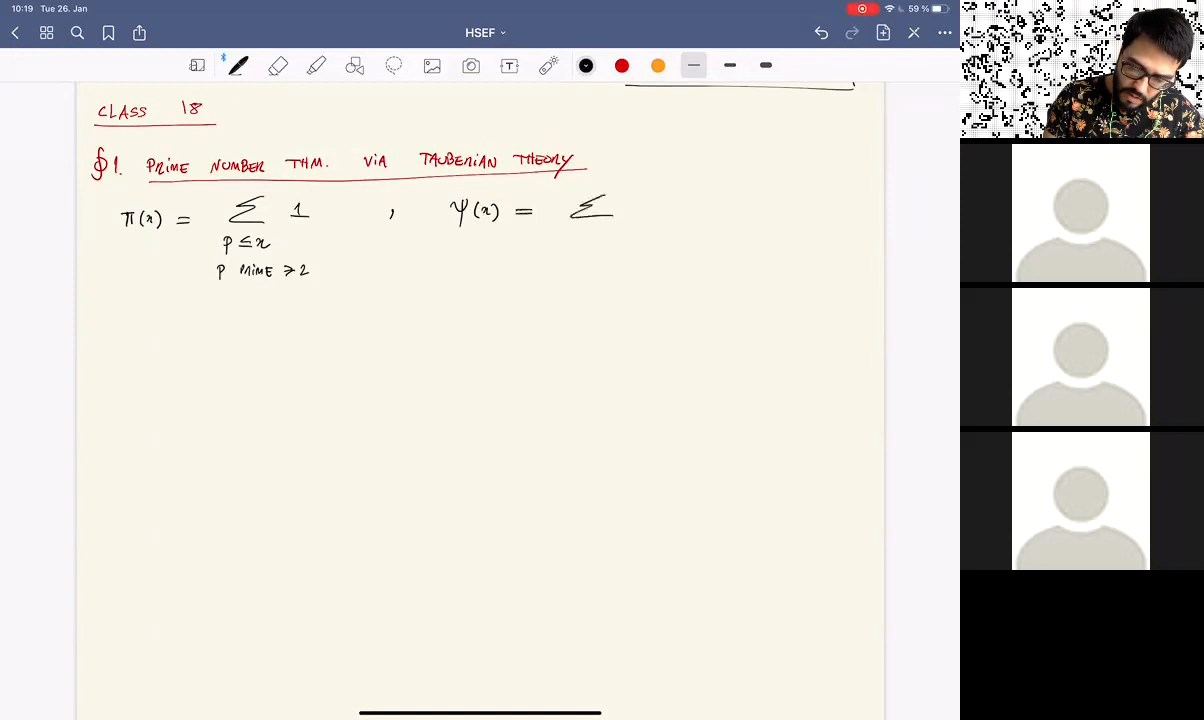 10:19 Tue 26. Jan 59 %
HSEF
CLASS 18
§1. PRIME NUMBER THM. VIA TAUBERIAN THEORY
π(x) = ∑ 1 , ψ(x) = ∑
p ≤ x
p PRIME ≥ 2